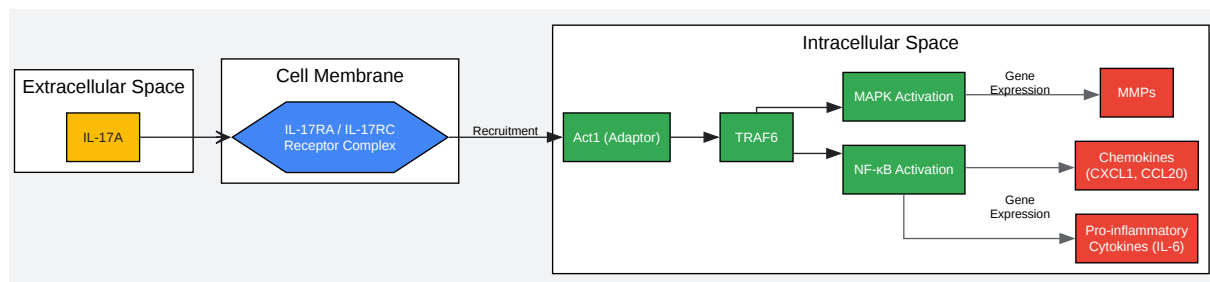 Extracellular Space
IL-17A
Cell Membrane
IL-17RA / IL-17RC
Receptor Complex
Recruitment
Intracellular Space
Act1 (Adaptor)
TRAF6
MAPK Activation
Gene
Expression
MMPs
NF-κB Activation
Chemokines
(CXCL1, CCL20)
Gene
Expression
Pro-inflammatory
Cytokines (IL-6)